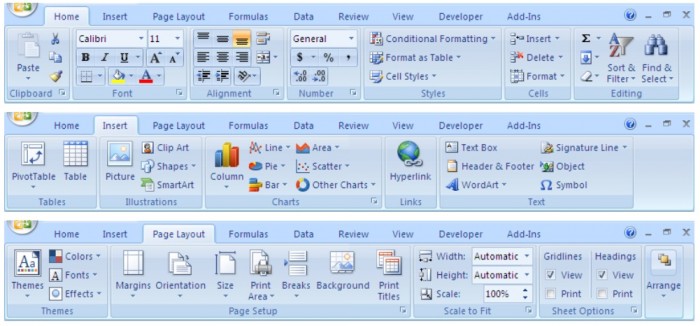 Home Insert Page Layout Formulas Data Review View Developer Add-Ins
Calibri 11 General Conditional Formatting Insert Σ
Paste B I U A A $ % , Format as Table Delete Sort & Find &
A .00 .0 Cell Styles Format Filter Select
Clipboard Font Alignment Number Styles Cells Editing
Home Insert Page Layout Formulas Data Review View Developer Add-Ins
Clip Art Line Area Text Box Signature Line
PivotTable Table Picture Shapes Column Pie Scatter Hyperlink Header & Footer Object
SmartArt Bar Other Charts WordArt Ω Symbol
Tables Illustrations Charts Links Text
Home Insert Page Layout Formulas Data Review View Developer Add-Ins
Aa Colors Width: Automatic Gridlines Headings
Themes A Fonts Margins Orientation Size Print Breaks Background Print Height: Automatic View View Arrange
Effects Area Titles Scale: 100% Print Print
Themes Page Setup Scale to Fit Sheet Options